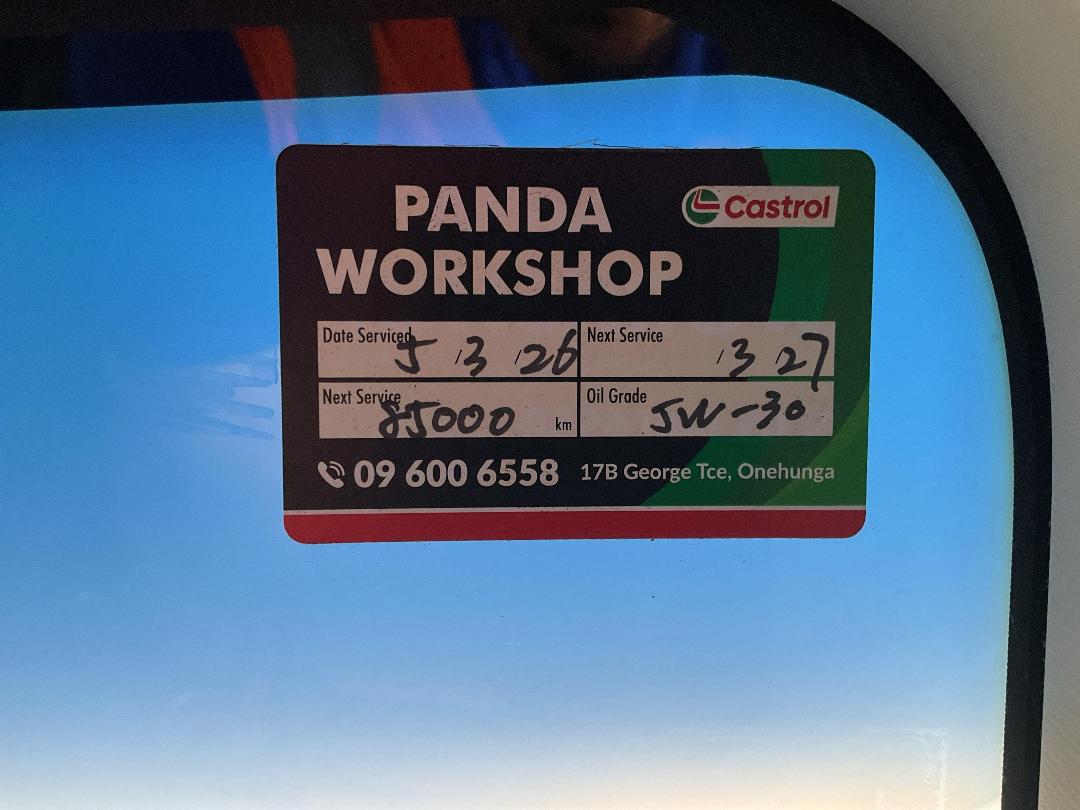 PANDA
WORKSHOP
Castrol
Date Serviced 5 /3 /26
Next Service /3 /27
Next Service 85000 km
Oil Grade 5W-30
09 600 6558 17B George Tce, Onehunga